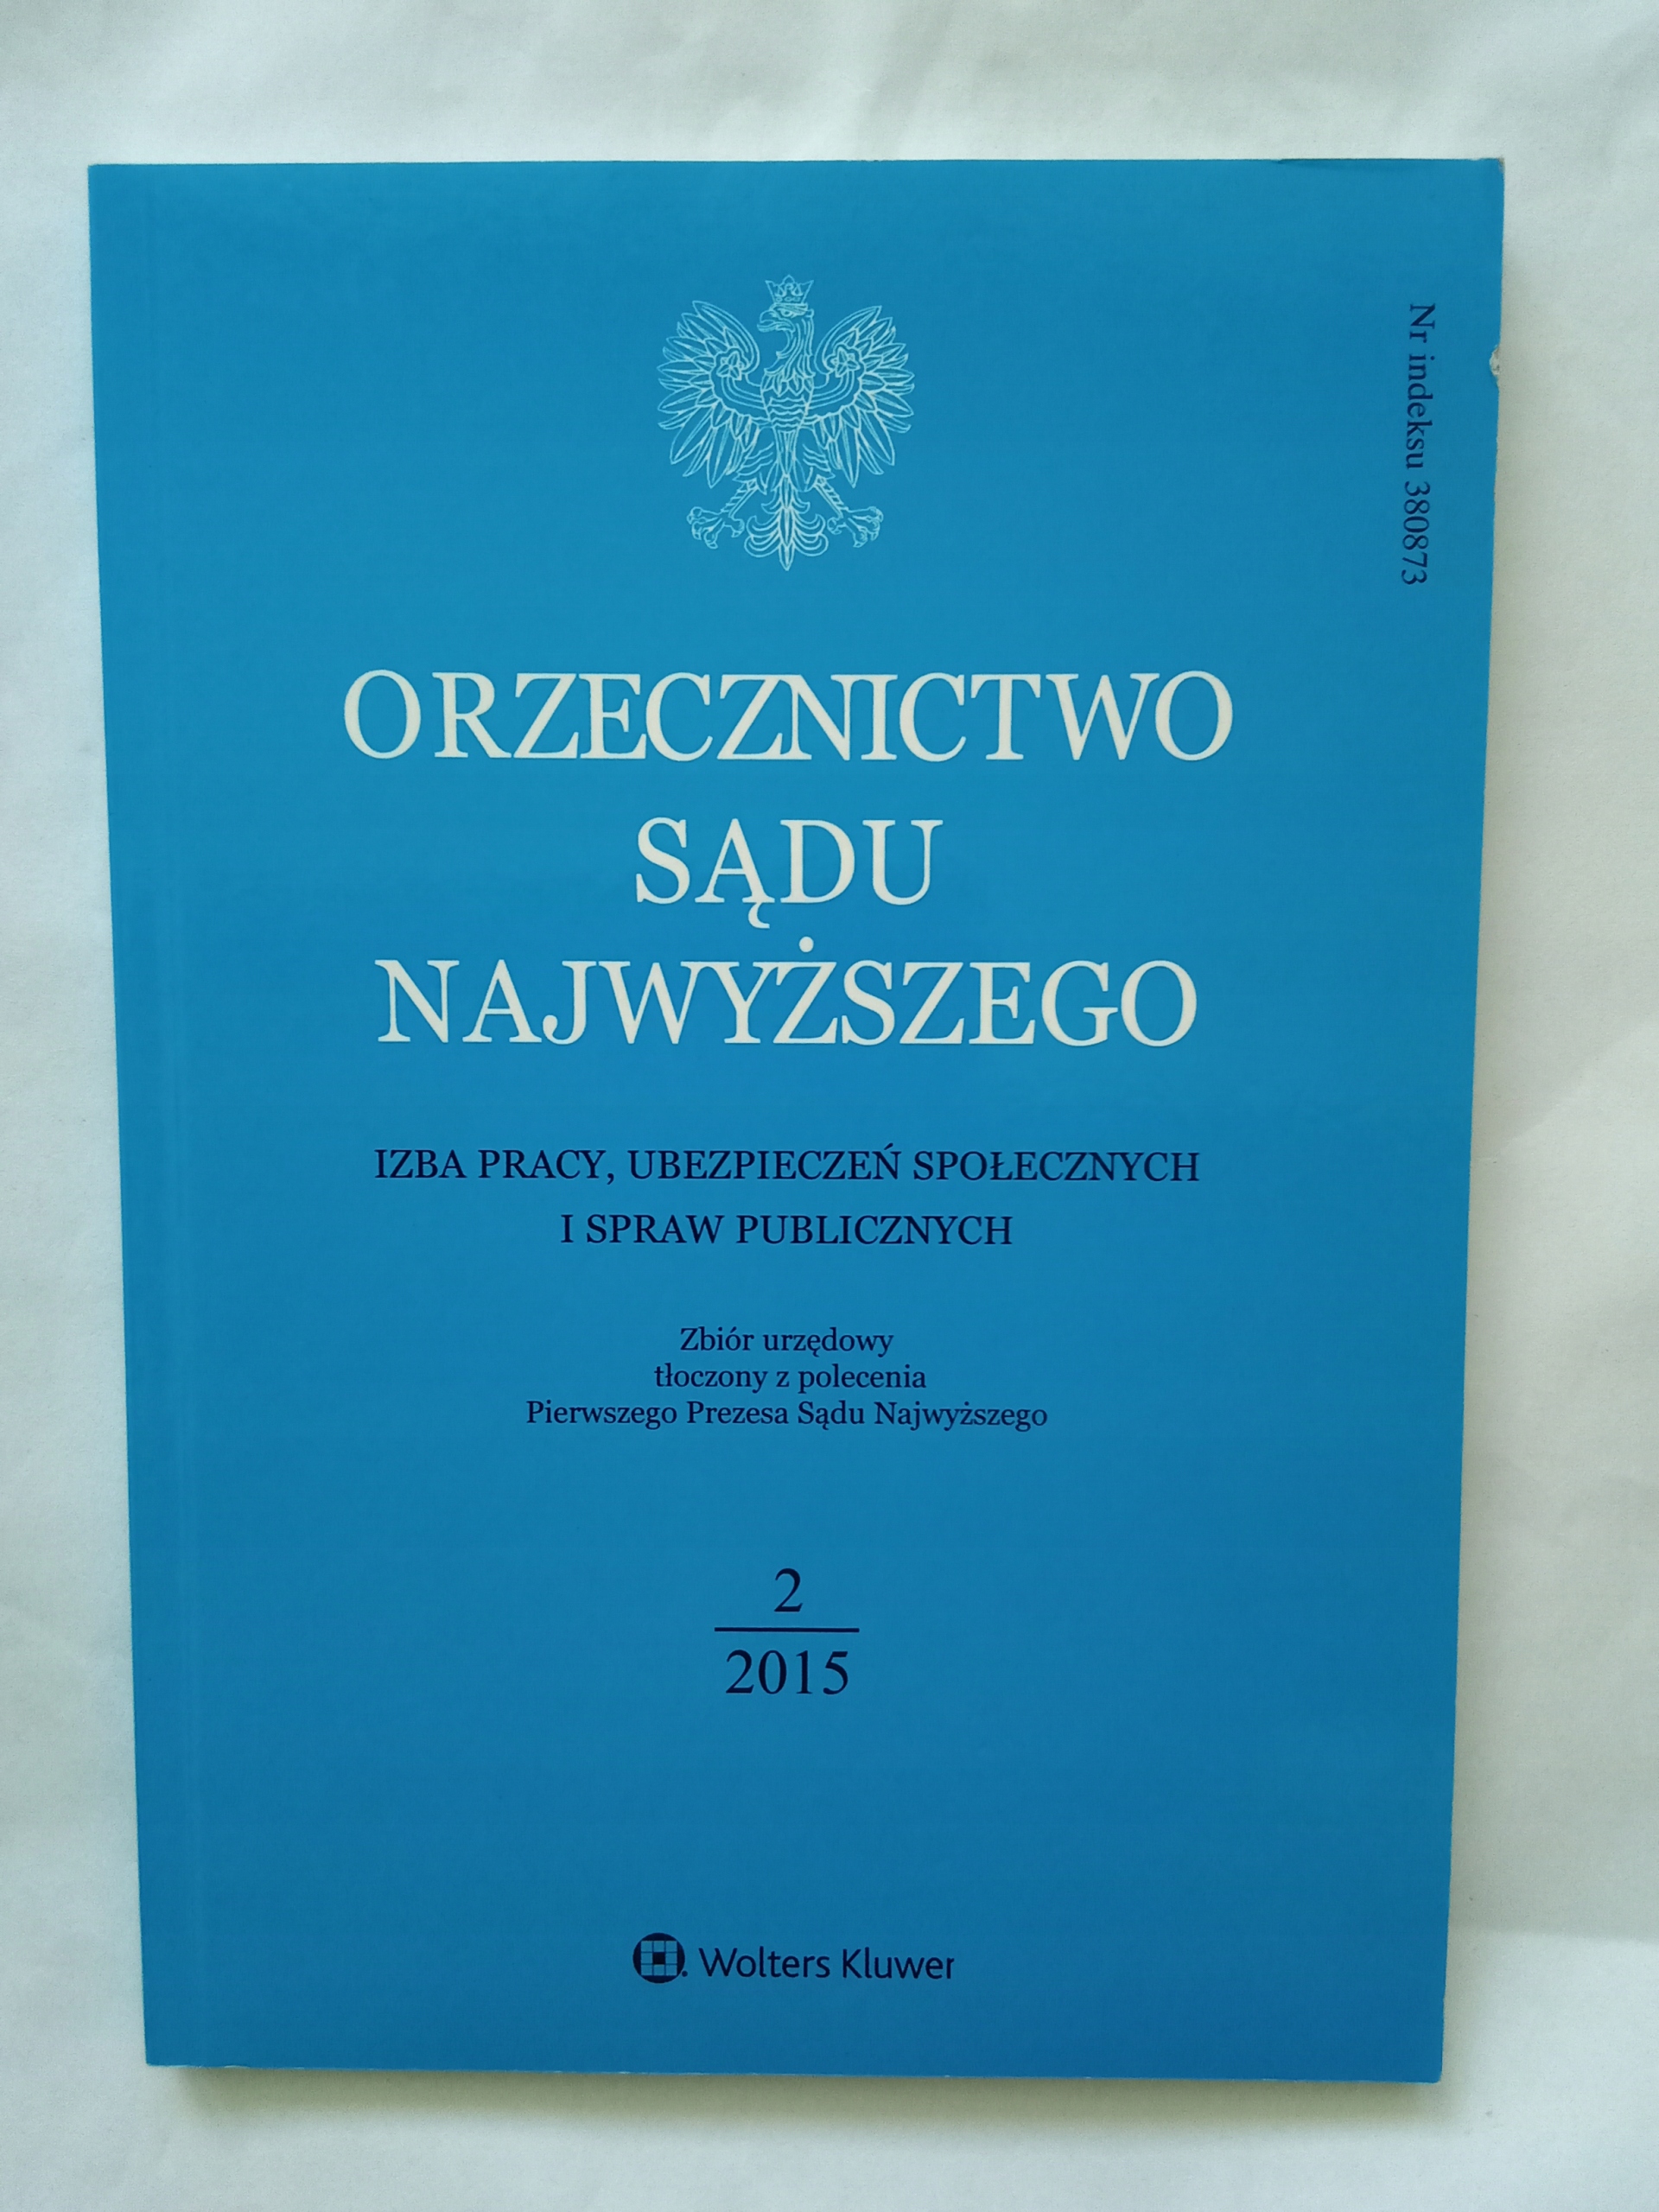 Nr indeksu 380873
ORZECZNICTWO
SĄDU
NAJWYŻSZEGO
IZBA PRACY, UBEZPIECZEŃ SPOŁECZNYCH
I SPRAW PUBLICZNYCH
Zbiór urzędowy
tłoczony z polecenia
Pierwszego Prezesa Sądu Najwyższego
2
2015
Wolters Kluwer